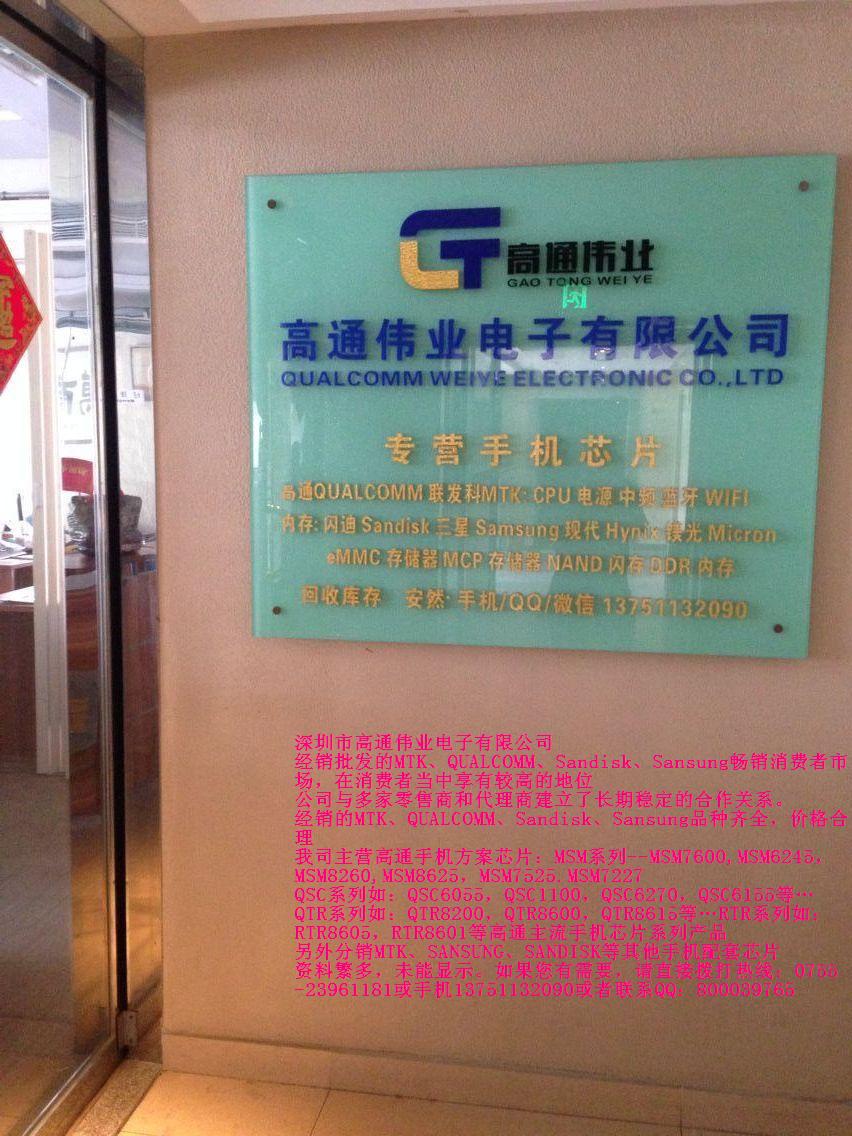 高通伟业
GAO TONG WEI YE
高通伟业电子有限公司
QUALCOMM WEIYE ELECTRONIC CO.,LTD
专营手机芯片
高通QUALCOMM 联发科MTK: CPU 电源 中频 蓝牙 WIFI
内存: 闪迪 Sandisk 三星 Samsung 现代 Hynix 镁光 Micron
eMMC 存储器 MCP 存储器 NAND 闪存 DDR 内存
回收库存 安然: 手机/QQ/微信 13751132090
深圳市高通伟业电子有限公司
经销批发的MTK、QUALCOMM、Sandisk、Sansung畅销消费者市
场，在消费者当中享有较高的地位
公司与多家零售商和代理商建立了长期稳定的合作关系。
经销的MTK、QUALCOMM、Sandisk、Sansung品种齐全，价格合
理
我司主营高通手机方案芯片：MSM系列--MSM7600,MSM6245，
MSM8260,MSM8625，MSM7525.MSM7227
QSC系列如：QSC6055，QSC1100，QSC6270，QSC6155等…
QTR系列如：QTR8200，QTR8600，QTR8615等…RTR系列如：
RTR8605，RTR8601等高通主流手机芯片系列产品
另外分销MTK、SANSUNG、SANDISK等其他手机配套芯片
资料繁多，未能显示。如果您有需要，请直接拨打热线：0755
-23961181或手机13751132090或者联系QQ：800039765